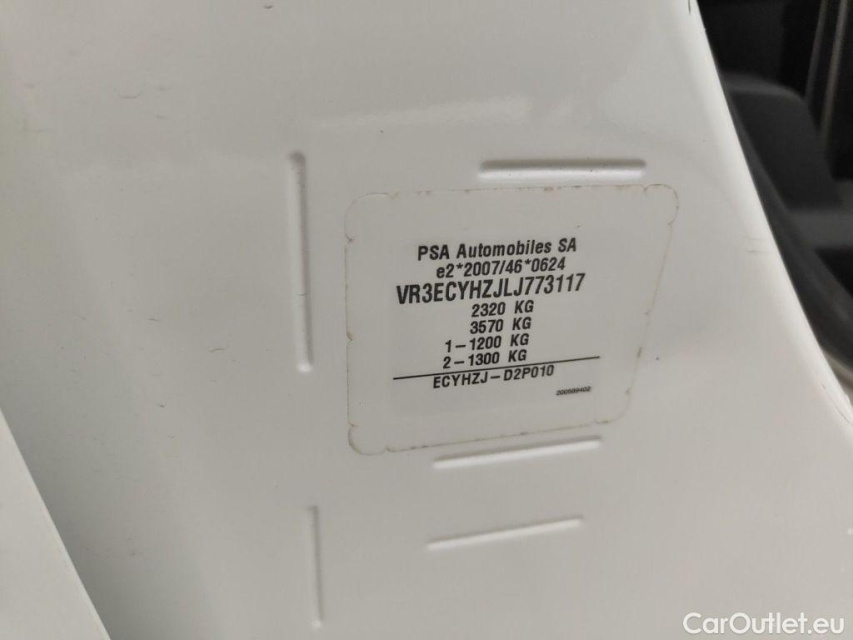 PSA Automobiles SA
e2*2007/46*0624
VR3ECYHZJLJ773117
2320 KG
3570 KG
1-1200 KG
2-1300 KG
ECYHZJ-D2P010
CarOutlet.eu